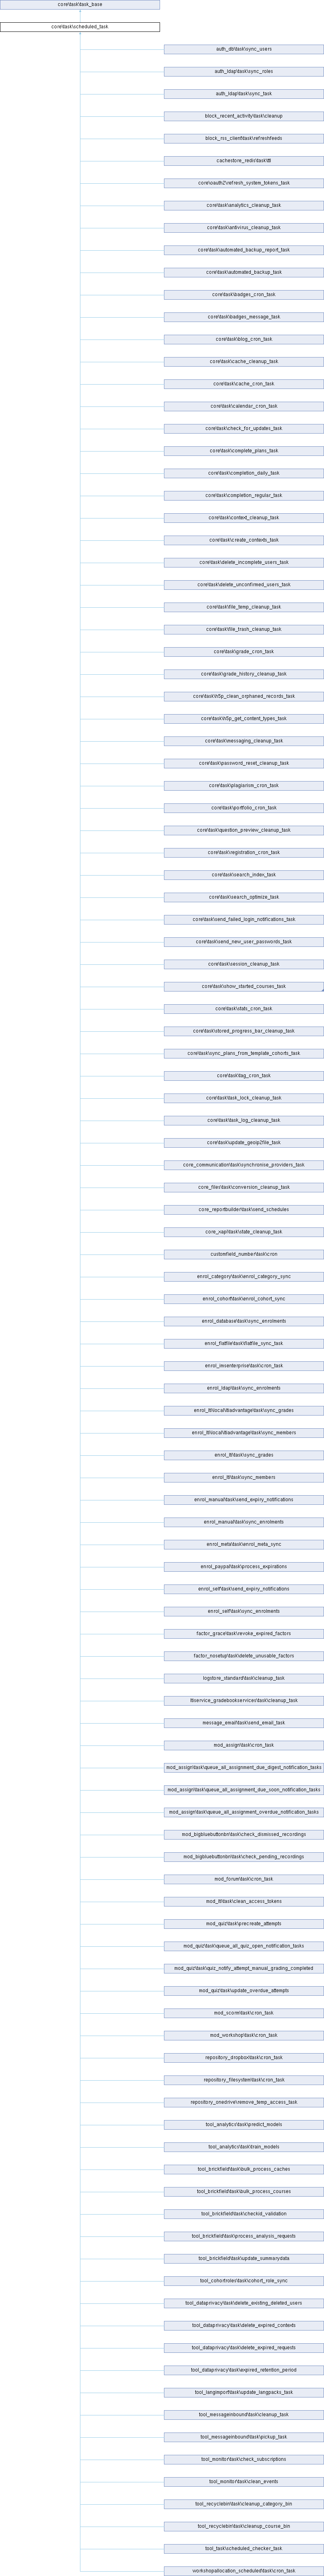 core\task\task_base
core\task\scheduled_task
auth_db\task\sync_users
auth_ldap\task\sync_roles
auth_ldap\task\sync_task
block_recent_activity\task\cleanup
block_rss_client\task\refreshfeeds
cachestore_redis\task\ttl
core\oauth2\refresh_system_tokens_task
core\task\analytics_cleanup_task
core\task\antivirus_cleanup_task
core\task\automated_backup_report_task
core\task\automated_backup_task
core\task\badges_cron_task
core\task\badges_message_task
core\task\blog_cron_task
core\task\cache_cleanup_task
core\task\cache_cron_task
core\task\calendar_cron_task
core\task\check_for_updates_task
core\task\complete_plans_task
core\task\completion_daily_task
core\task\completion_regular_task
core\task\context_cleanup_task
core\task\create_contexts_task
core\task\delete_incomplete_users_task
core\task\delete_unconfirmed_users_task
core\task\file_temp_cleanup_task
core\task\file_trash_cleanup_task
core\task\grade_cron_task
core\task\grade_history_cleanup_task
core\task\h5p_clean_orphaned_records_task
core\task\h5p_get_content_types_task
core\task\messaging_cleanup_task
core\task\password_reset_cleanup_task
core\task\plagiarism_cron_task
core\task\portfolio_cron_task
core\task\question_preview_cleanup_task
core\task\registration_cron_task
core\task\search_index_task
core\task\search_optimize_task
core\task\send_failed_login_notifications_task
core\task\send_new_user_passwords_task
core\task\session_cleanup_task
core\task\show_started_courses_task
core\task\stats_cron_task
core\task\stored_progress_bar_cleanup_task
core\task\sync_plans_from_template_cohorts_task
core\task\tag_cron_task
core\task\task_lock_cleanup_task
core\task\task_log_cleanup_task
core\task\update_geoip2file_task
core_communication\task\synchronise_providers_task
core_files\task\conversion_cleanup_task
core_reportbuilder\task\send_schedules
core_xapi\task\state_cleanup_task
customfield_number\task\cron
enrol_category\task\enrol_category_sync
enrol_cohort\task\enrol_cohort_sync
enrol_database\task\sync_enrolments
enrol_flatfile\task\flatfile_sync_task
enrol_imsenterprise\task\cron_task
enrol_ldap\task\sync_enrolments
enrol_lti\local\ltiadvantage\task\sync_grades
enrol_lti\local\ltiadvantage\task\sync_members
enrol_lti\task\sync_grades
enrol_lti\task\sync_members
enrol_manual\task\send_expiry_notifications
enrol_manual\task\sync_enrolments
enrol_meta\task\enrol_meta_sync
enrol_paypal\task\process_expirations
enrol_self\task\send_expiry_notifications
enrol_self\task\sync_enrolments
factor_grace\task\revoke_expired_factors
factor_nosetup\task\delete_unusable_factors
logstore_standard\task\cleanup_task
ltiservice_gradebookservices\task\cleanup_task
message_email\task\send_email_task
mod_assign\task\cron_task
mod_assign\task\queue_all_assignment_due_digest_notification_tasks
mod_assign\task\queue_all_assignment_due_soon_notification_tasks
mod_assign\task\queue_all_assignment_overdue_notification_tasks
mod_bigbluebuttonbn\task\check_dismissed_recordings
mod_bigbluebuttonbn\task\check_pending_recordings
mod_forum\task\cron_task
mod_lti\task\clean_access_tokens
mod_quiz\task\precreate_attempts
mod_quiz\task\queue_all_quiz_open_notification_tasks
mod_quiz\task\quiz_notify_attempt_manual_grading_completed
mod_quiz\task\update_overdue_attempts
mod_scorm\task\cron_task
mod_workshop\task\cron_task
repository_dropbox\task\cron_task
repository_filesystem\task\cron_task
repository_onedrive\remove_temp_access_task
tool_analytics\task\predict_models
tool_analytics\task\train_models
tool_brickfield\task\bulk_process_caches
tool_brickfield\task\bulk_process_courses
tool_brickfield\task\checkid_validation
tool_brickfield\task\process_analysis_requests
tool_brickfield\task\update_summarydata
tool_cohortroles\task\cohort_role_sync
tool_dataprivacy\task\delete_existing_deleted_users
tool_dataprivacy\task\delete_expired_contexts
tool_dataprivacy\task\delete_expired_requests
tool_dataprivacy\task\expired_retention_period
tool_langimport\task\update_langpacks_task
tool_messageinbound\task\cleanup_task
tool_messageinbound\task\pickup_task
tool_monitor\task\check_subscriptions
tool_monitor\task\clean_events
tool_recyclebin\task\cleanup_category_bin
tool_recyclebin\task\cleanup_course_bin
tool_task\scheduled_checker_task
workshopallocation_scheduled\task\cron_task